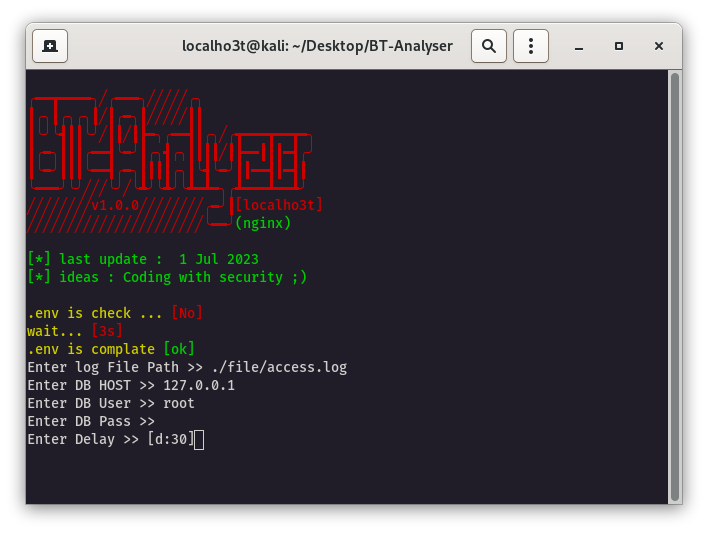 localho3t@kali: ~/Desktop/BT-Analyser
v1.0.0
[localho3t]
(nginx)
[*] last update :  1 Jul 2023
[*] ideas : Coding with security ;)
.env is check ... [No]
wait... [3s]
.env is complate [ok]
Enter log File Path >> ./file/access.log
Enter DB HOST >> 127.0.0.1
Enter DB User >> root
Enter DB Pass >>
Enter Delay >> [d:30]